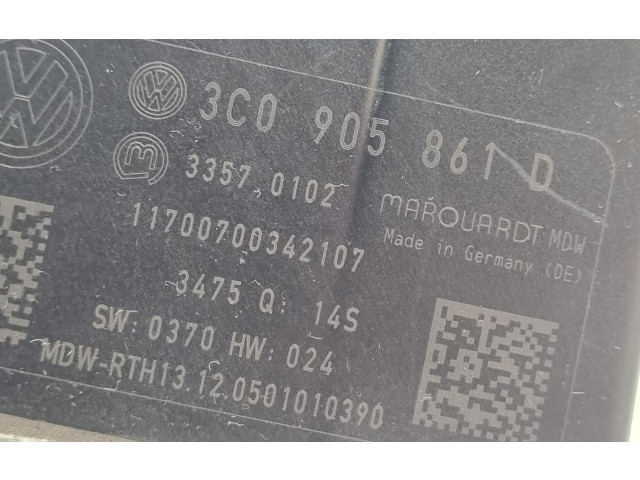 3C0 905 861 D
3357 0102
MARQUARDT MDW
Made in Germany (DE)
11700700342107
3475 Q: 14S
SW: 0370 HW: 024
MDW-RTH13.12.0501010390